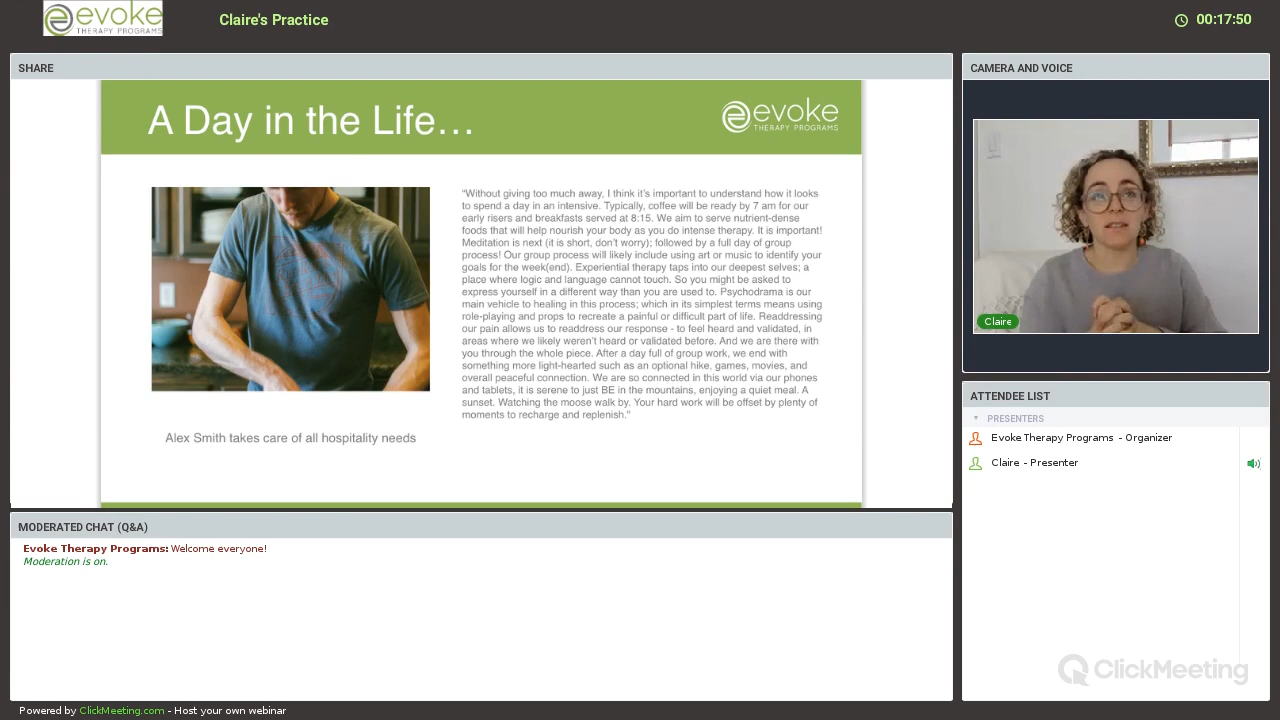 evoke
THERAPY PROGRAMS
Claire's Practice
00:17:50
SHARE
A Day in the Life…
evoke
THERAPY PROGRAMS
"Without giving too much away, I think it's important to understand how it looks
to spend a day in an intensive. Typically, coffee will be ready by 7 am for our
early risers and breakfasts served at 8:15. We aim to serve nutrient-dense
foods that will help nourish your body as you do intense therapy. It is important!
Meditation is next (it is short, don't worry); followed by a full day of group
process! Our group process will likely include using art or music to identify your
goals for the week(end). Experiential therapy taps into our deepest selves; a
place where logic and language cannot touch. So you might be asked to
express yourself in a different way than you are used to. Psychodrama is our
main vehicle to healing in this process; which in its simplest terms means using
role-playing and props to recreate a painful or difficult part of life. Readdressing
our pain allows us to readdress our response - to feel heard and validated, in
areas where we likely weren't heard or validated before. And we are there with
you through the whole piece. After a day full of group work, we end with
something more light-hearted such as an optional hike, games, movies, and
overall peaceful connection. We are so connected in this world via our phones
and tablets, it is serene to just BE in the mountains, enjoying a quiet meal. A
sunset. Watching the moose walk by. Your hard work will be offset by plenty of
moments to recharge and replenish."
Alex Smith takes care of all hospitality needs
MODERATED CHAT (Q&A)
Evoke Therapy Programs: Welcome everyone!
Moderation is on.
CAMERA AND VOICE
Claire
ATTENDEE LIST
PRESENTERS
Evoke Therapy Programs - Organizer
Claire - Presenter
ClickMeeting
Powered by ClickMeeting.com - Host your own webinar